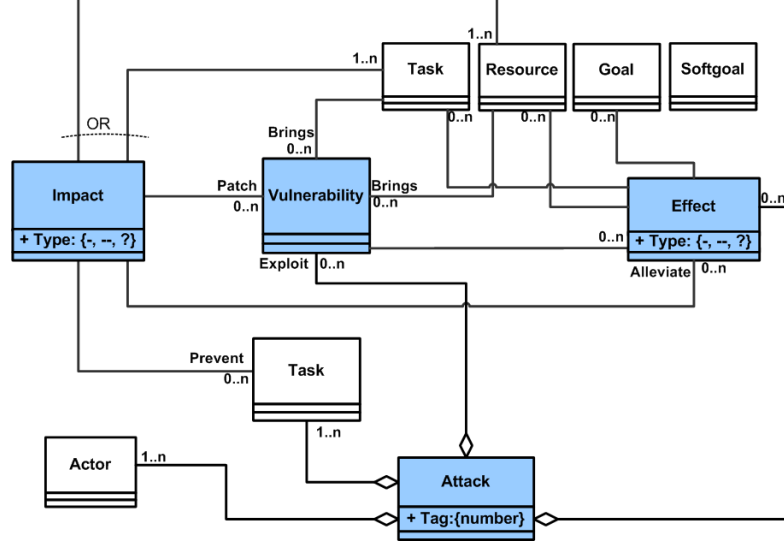 1..n
1..n
Task
Resource
Goal
Softgoal
0..n
0..n
0..n
OR
Brings
0..n
Impact
+ Type: {-, --, ?}
Patch
0..n
Vulnerability
Brings
0..n
Effect
+ Type: {-, --, ?}
0..n
0..n
Exploit
0..n
Alleviate
0..n
Prevent
0..n
Task
1..n
Actor
1..n
Attack
+ Tag:{number}